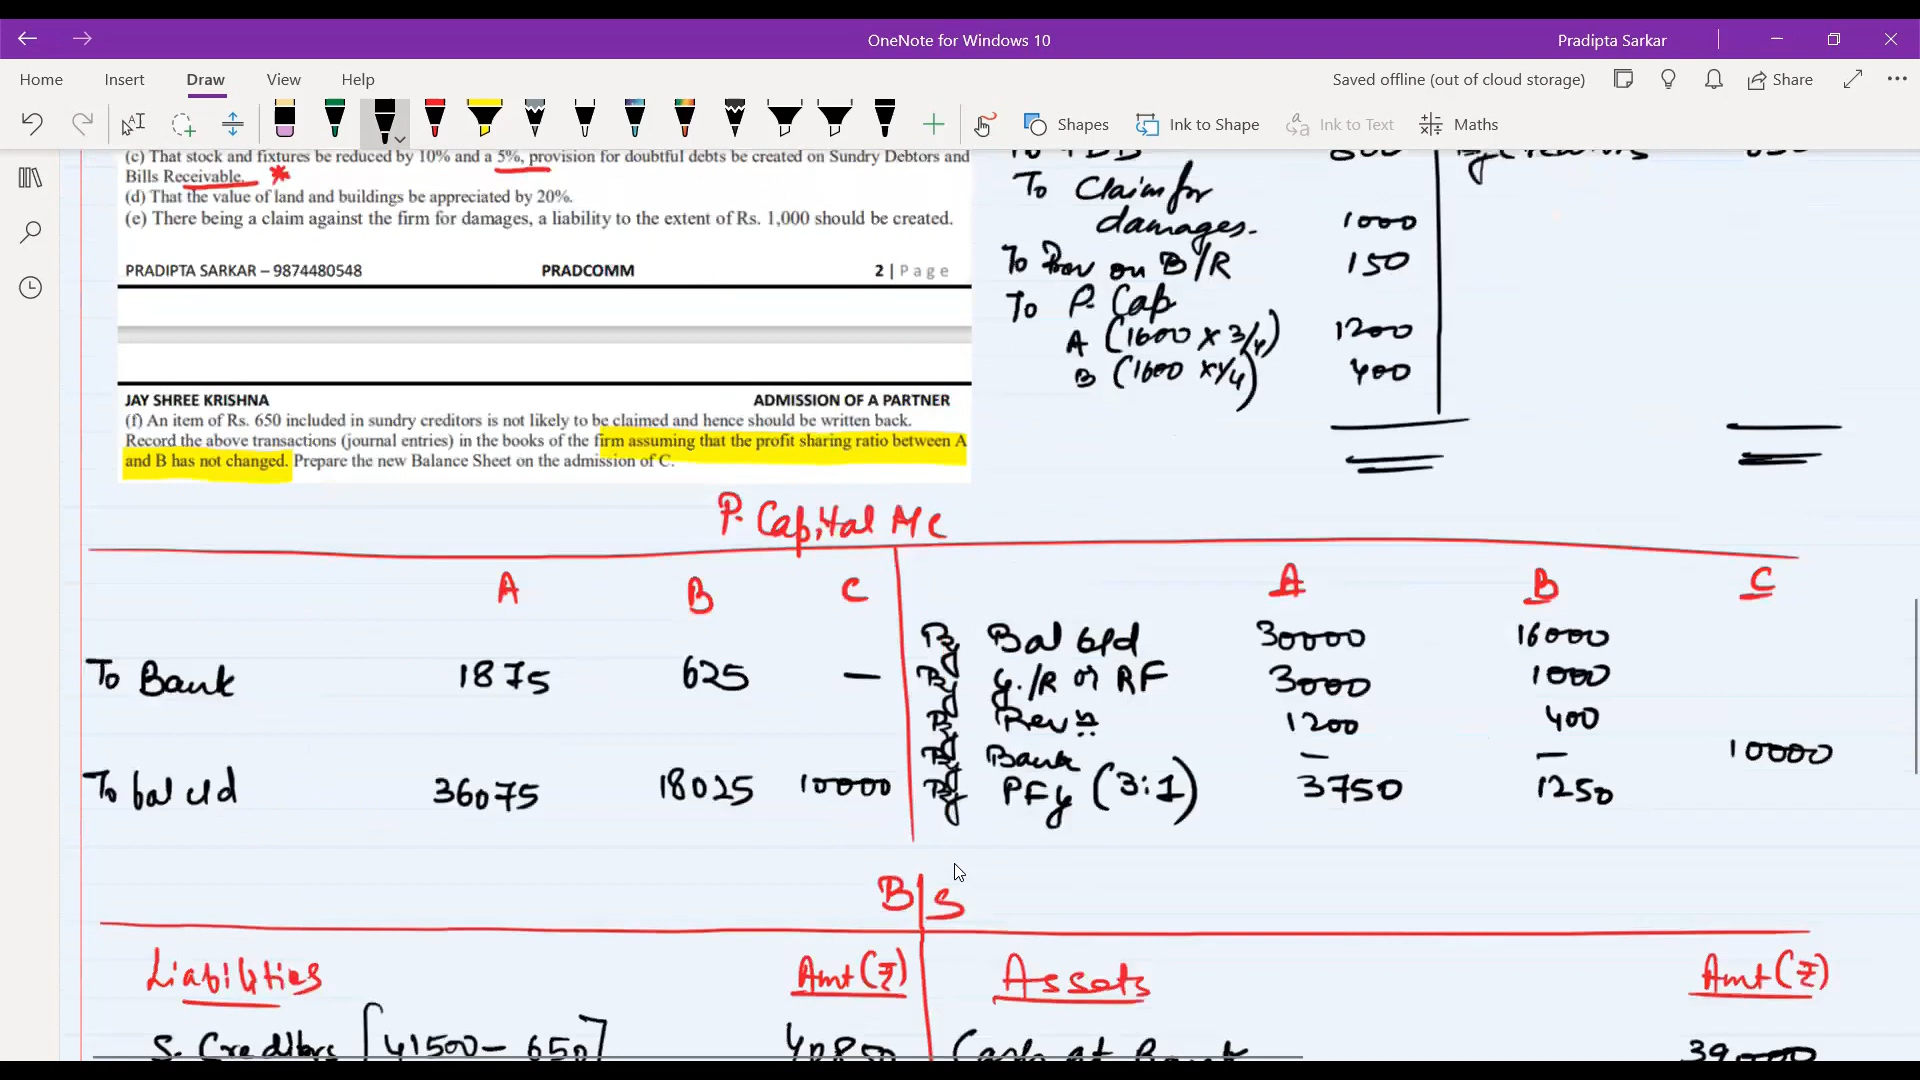 OneNote for Windows 10
Pradipta Sarkar
Home Insert Draw View Help
Saved offline (out of cloud storage)
Share
Shapes
Ink to Shape
Ink to Text
Maths
(c) That stock and fixtures be reduced by 10% and a 5%, provision for doubtful debts be created on Sundry Debtors and
Bills Receivable.
(d) That the value of land and buildings be appreciated by 20%.
(e) There being a claim against the firm for damages, a liability to the extent of Rs. 1,000 should be created.
PRADIPTA SARKAR – 9874480548 PRADCOMM 2 | Page
JAY SHREE KRISHNA ADMISSION OF A PARTNER
(f) An item of Rs. 650 included in sundry creditors is not likely to be claimed and hence should be written back.
Record the above transactions (journal entries) in the books of the firm assuming that the profit sharing ratio between A
and B has not changed. Prepare the new Balance Sheet on the admission of C.
To Claim for
damages. 1000
To Prov on B/R 150
To P. Cap
A (1600 x 3/4) 1200
B (1600 x 1/4) 400
P. Capital A/c
A B C A B C
By Bal b/d 30000 16000
To Bank 1875 625 — By G./R or RF 3000 1000
By Revn 1200 400
By Bank — — 10000
To bal c/d 36075 18025 10000 By PFG (3:1) 3750 1250
B/S
Liabilities Amt(₹) Assets Amt(₹)
S. Creditors [41500 - 650] 40850 Cash at Bank 39000